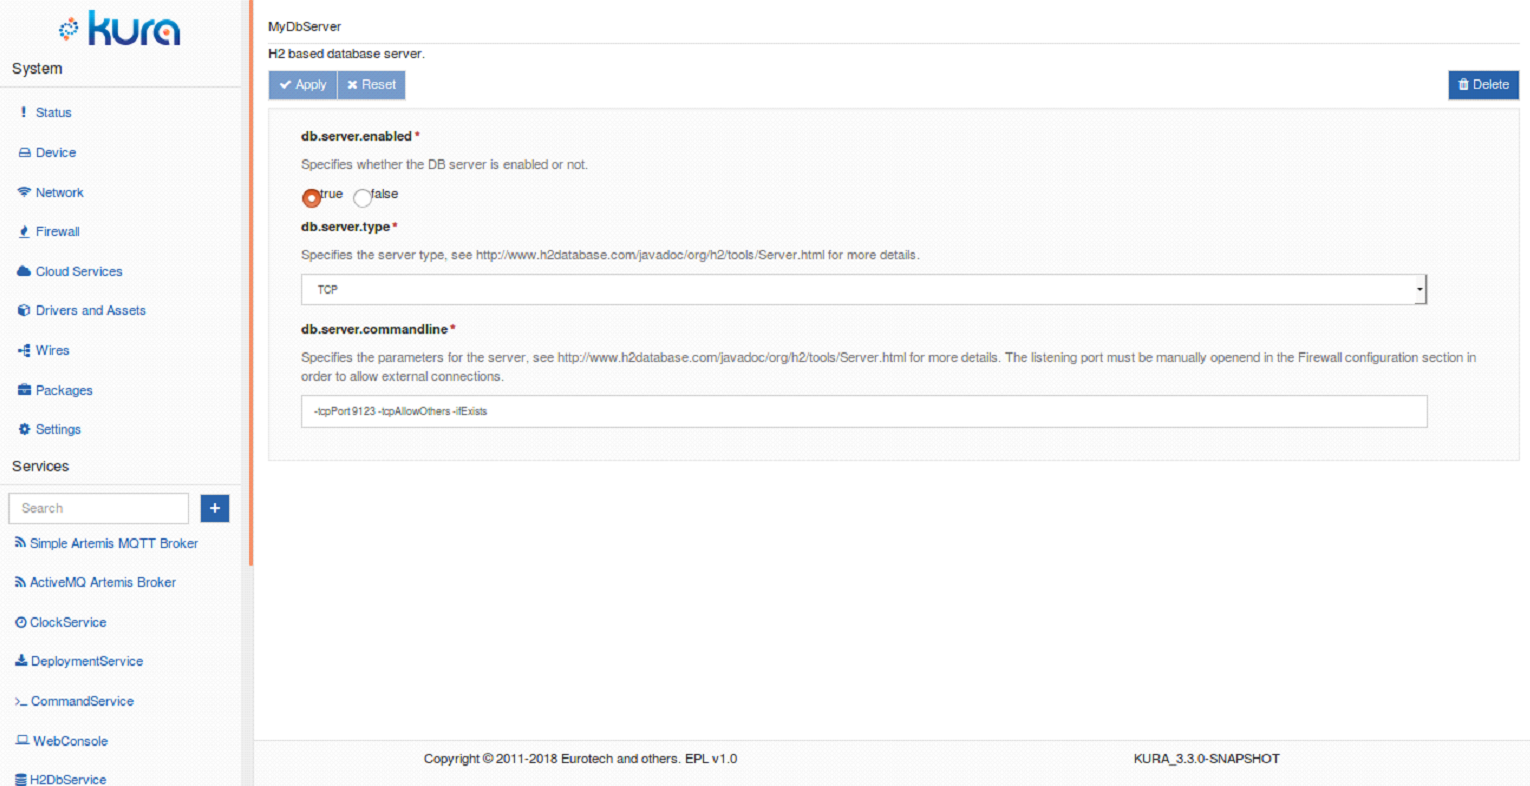 kura
System
Status
Device
Network
Firewall
Cloud Services
Drivers and Assets
Wires
Packages
Settings
Services
Search
+
Simple Artemis MQTT Broker
ActiveMQ Artemis Broker
ClockService
DeploymentService
CommandService
WebConsole
H2DbService
MyDbServer
H2 based database server.
Apply
Reset
Delete
db.server.enabled *
Specifies whether the DB server is enabled or not.
true false
db.server.type *
Specifies the server type, see http://www.h2database.com/javadoc/org/h2/tools/Server.html for more details.
TCP
db.server.commandline *
Specifies the parameters for the server, see http://www.h2database.com/javadoc/org/h2/tools/Server.html for more details. The listening port must be manually openend in the Firewall configuration section in
order to allow external connections.
-tcpPort 9123 -tcpAllowOthers -ifExists
Copyright © 2011-2018 Eurotech and others. EPL v1.0
KURA_3.3.0-SNAPSHOT